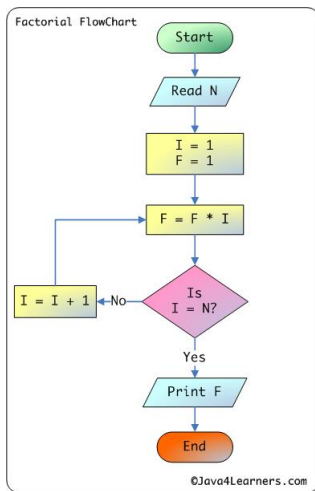 Factorial FlowChart
Start
Read N
I = 1
F = 1
F = F * I
Is
I = N?
No
I = I + 1
Yes
Print F
End
©Java4Learners.com